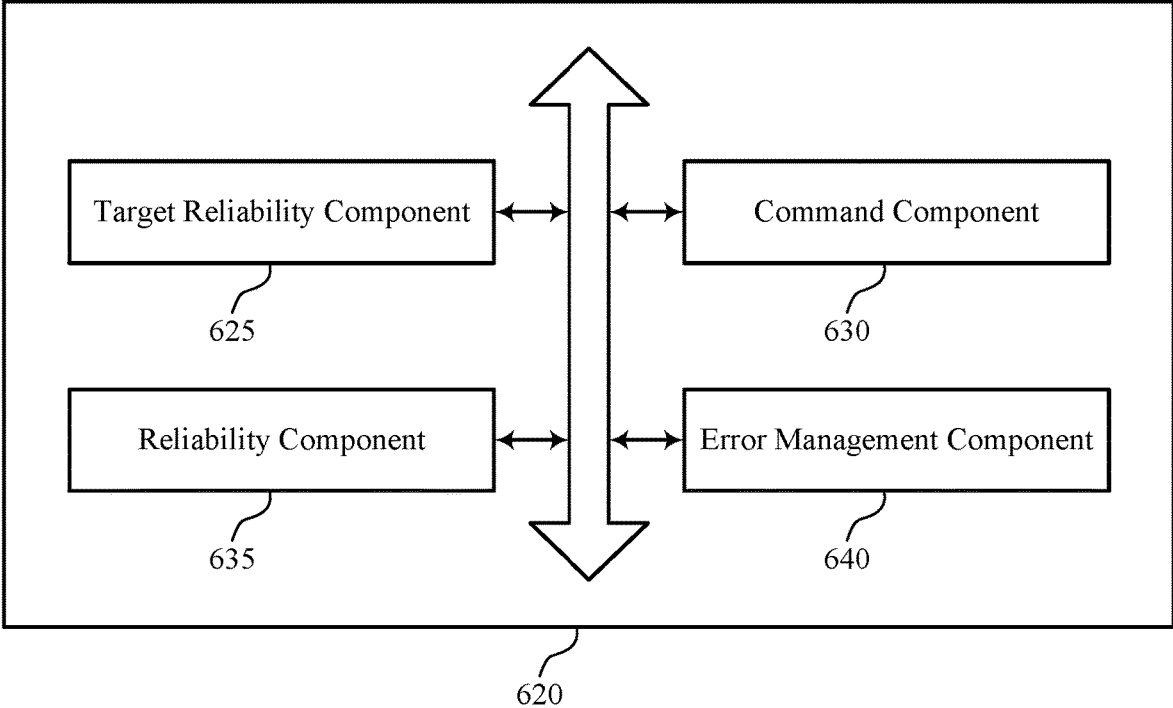 Target Reliability Component
Command Component
625
630
Reliability Component
Error Management Component
635
640
620